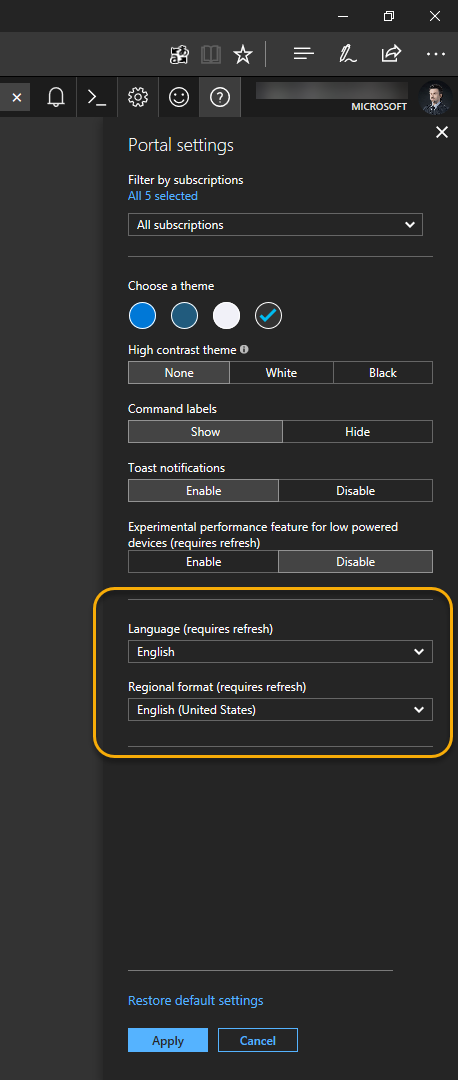 MICROSOFT
Portal settings
Filter by subscriptions
All 5 selected
All subscriptions
Choose a theme
High contrast theme
None White Black
Command labels
Show Hide
Toast notifications
Enable Disable
Experimental performance feature for low powered
devices (requires refresh)
Enable Disable
Language (requires refresh)
English
Regional format (requires refresh)
English (United States)
Restore default settings
Apply Cancel